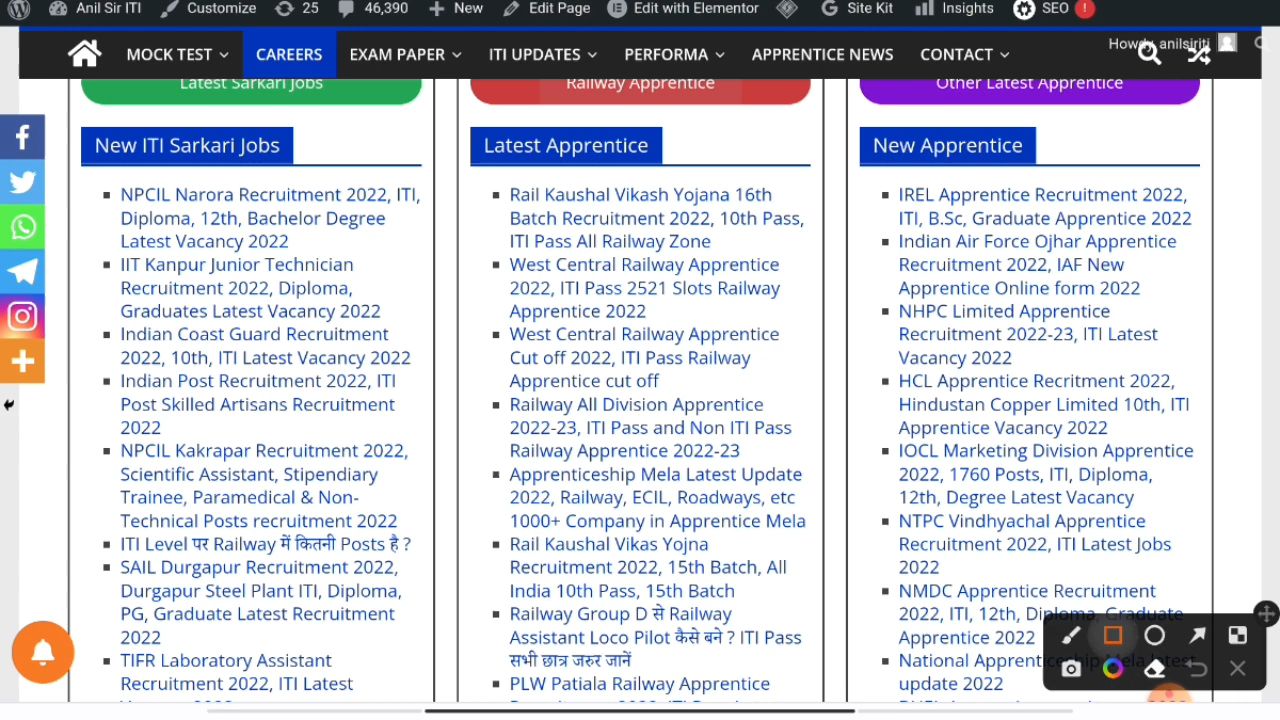 Anil Sir ITI Customize 25 46,390 New Edit Page Edit with Elementor Site Kit Insights SEO !
Howdy, anilsiriti
MOCK TEST CAREERS EXAM PAPER ITI UPDATES PERFORMA APPRENTICE NEWS CONTACT
Latest Sarkari Jobs
New ITI Sarkari Jobs
NPCIL Narora Recruitment 2022, ITI,
Diploma, 12th, Bachelor Degree
Latest Vacancy 2022
IIT Kanpur Junior Technician
Recruitment 2022, Diploma,
Graduates Latest Vacancy 2022
Indian Coast Guard Recruitment
2022, 10th, ITI Latest Vacancy 2022
Indian Post Recruitment 2022, ITI
Post Skilled Artisans Recruitment
2022
NPCIL Kakrapar Recruitment 2022,
Scientific Assistant, Stipendiary
Trainee, Paramedical & Non-
Technical Posts recruitment 2022
ITI Level पर Railway में कितनी Posts है ?
SAIL Durgapur Recruitment 2022,
Durgapur Steel Plant ITI, Diploma,
PG, Graduate Latest Recruitment
2022
TIFR Laboratory Assistant
Recruitment 2022, ITI Latest
Railway Apprentice
Latest Apprentice
Rail Kaushal Vikash Yojana 16th
Batch Recruitment 2022, 10th Pass,
ITI Pass All Railway Zone
West Central Railway Apprentice
2022, ITI Pass 2521 Slots Railway
Apprentice 2022
West Central Railway Apprentice
Cut off 2022, ITI Pass Railway
Apprentice cut off
Railway All Division Apprentice
2022-23, ITI Pass and Non ITI Pass
Railway Apprentice 2022-23
Apprenticeship Mela Latest Update
2022, Railway, ECIL, Roadways, etc
1000+ Company in Apprentice Mela
Rail Kaushal Vikas Yojna
Recruitment 2022, 15th Batch, All
India 10th Pass, 15th Batch
Railway Group D से Railway
Assistant Loco Pilot कैसे बने ? ITI Pass
सभी छात्र जरुर जानें
PLW Patiala Railway Apprentice
Other Latest Apprentice
New Apprentice
IREL Apprentice Recruitment 2022,
ITI, B.Sc, Graduate Apprentice 2022
Indian Air Force Ojhar Apprentice
Recruitment 2022, IAF New
Apprentice Online form 2022
NHPC Limited Apprentice
Recruitment 2022-23, ITI Latest
Vacancy 2022
HCL Apprentice Recritment 2022,
Hindustan Copper Limited 10th, ITI
Apprentice Vacancy 2022
IOCL Marketing Division Apprentice
2022, 1760 Posts, ITI, Diploma,
12th, Degree Latest Vacancy
NTPC Vindhyachal Apprentice
Recruitment 2022, ITI Latest Jobs
2022
NMDC Apprentice Recruitment
2022, ITI, 12th, Diploma, Graduate
Apprentice 2022
National Apprenticeship Mela latest
update 2022